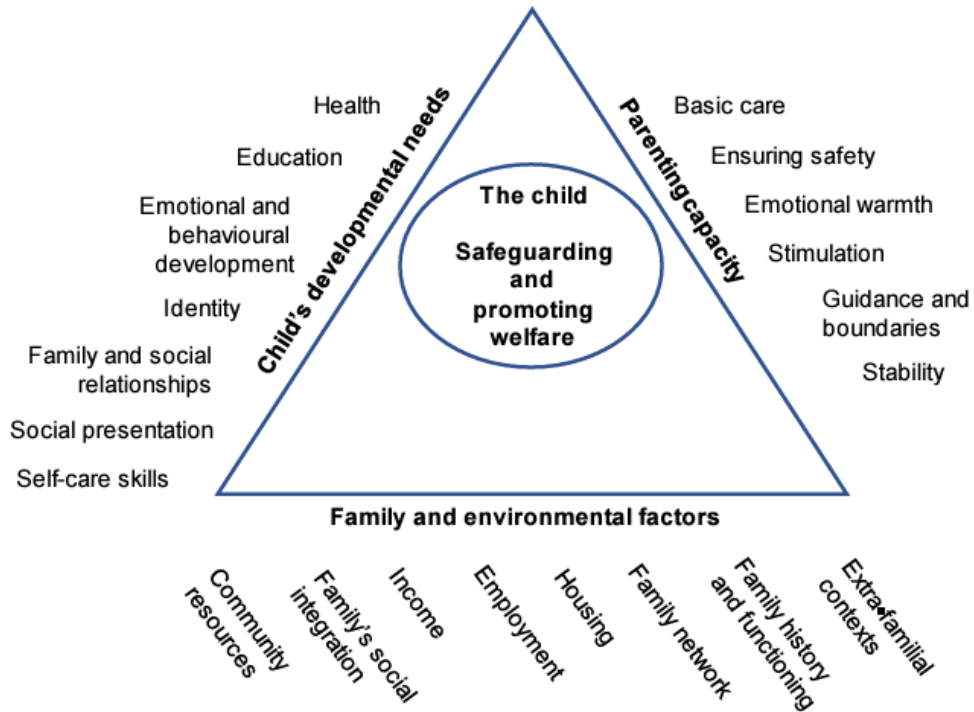 Health
Education
Emotional and
behavioural
development
Identity
Family and social
relationships
Social presentation
Self-care skills
Child's developmental needs
The child
Safeguarding
and
promoting
welfare
Parenting capacity
Basic care
Ensuring safety
Emotional warmth
Stimulation
Guidance and
boundaries
Stability
Family and environmental factors
Community
resources
Family's social
integration
Income
Employment
Housing
Family network
Family history
and functioning
Extra-familial
contexts